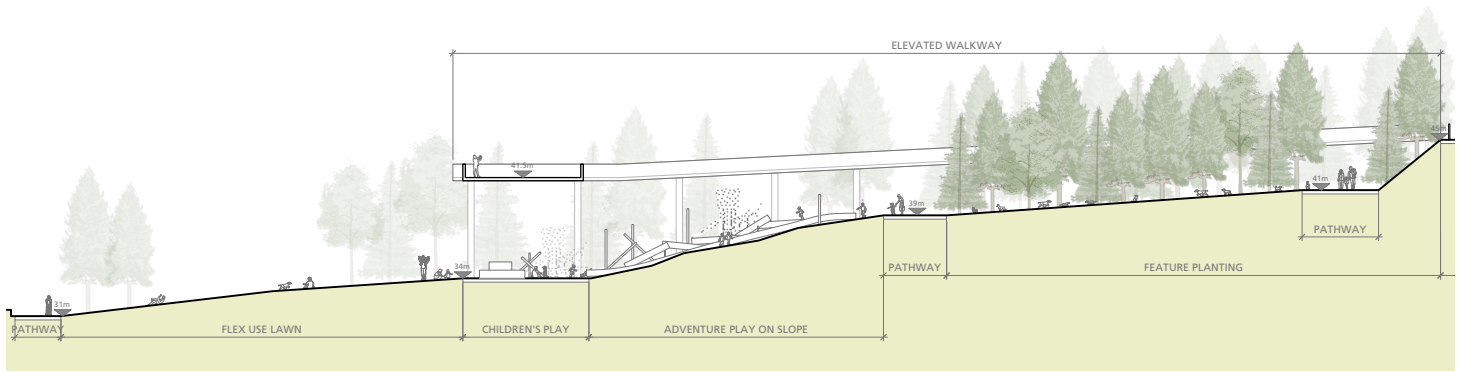 ELEVATED WALKWAY
45m
41.5m
41m
39m
PATHWAY
34m
PATHWAY
FEATURE PLANTING
31m
PATHWAY
FLEX USE LAWN
CHILDREN'S PLAY
ADVENTURE PLAY ON SLOPE